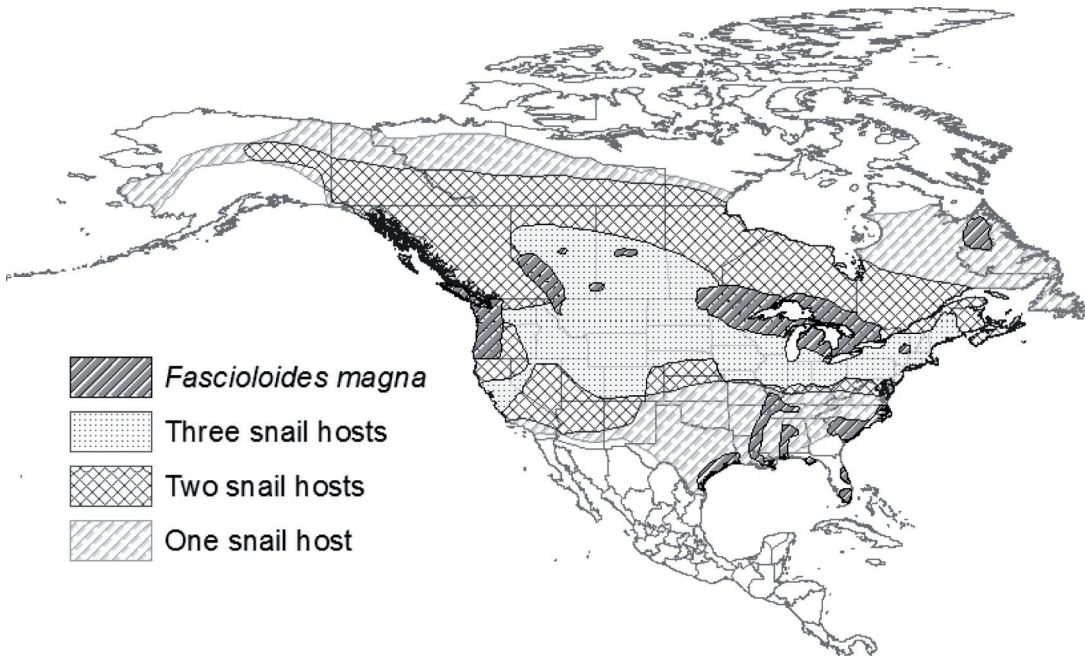 Fascioloides magna
Three snail hosts
Two snail hosts
One snail host